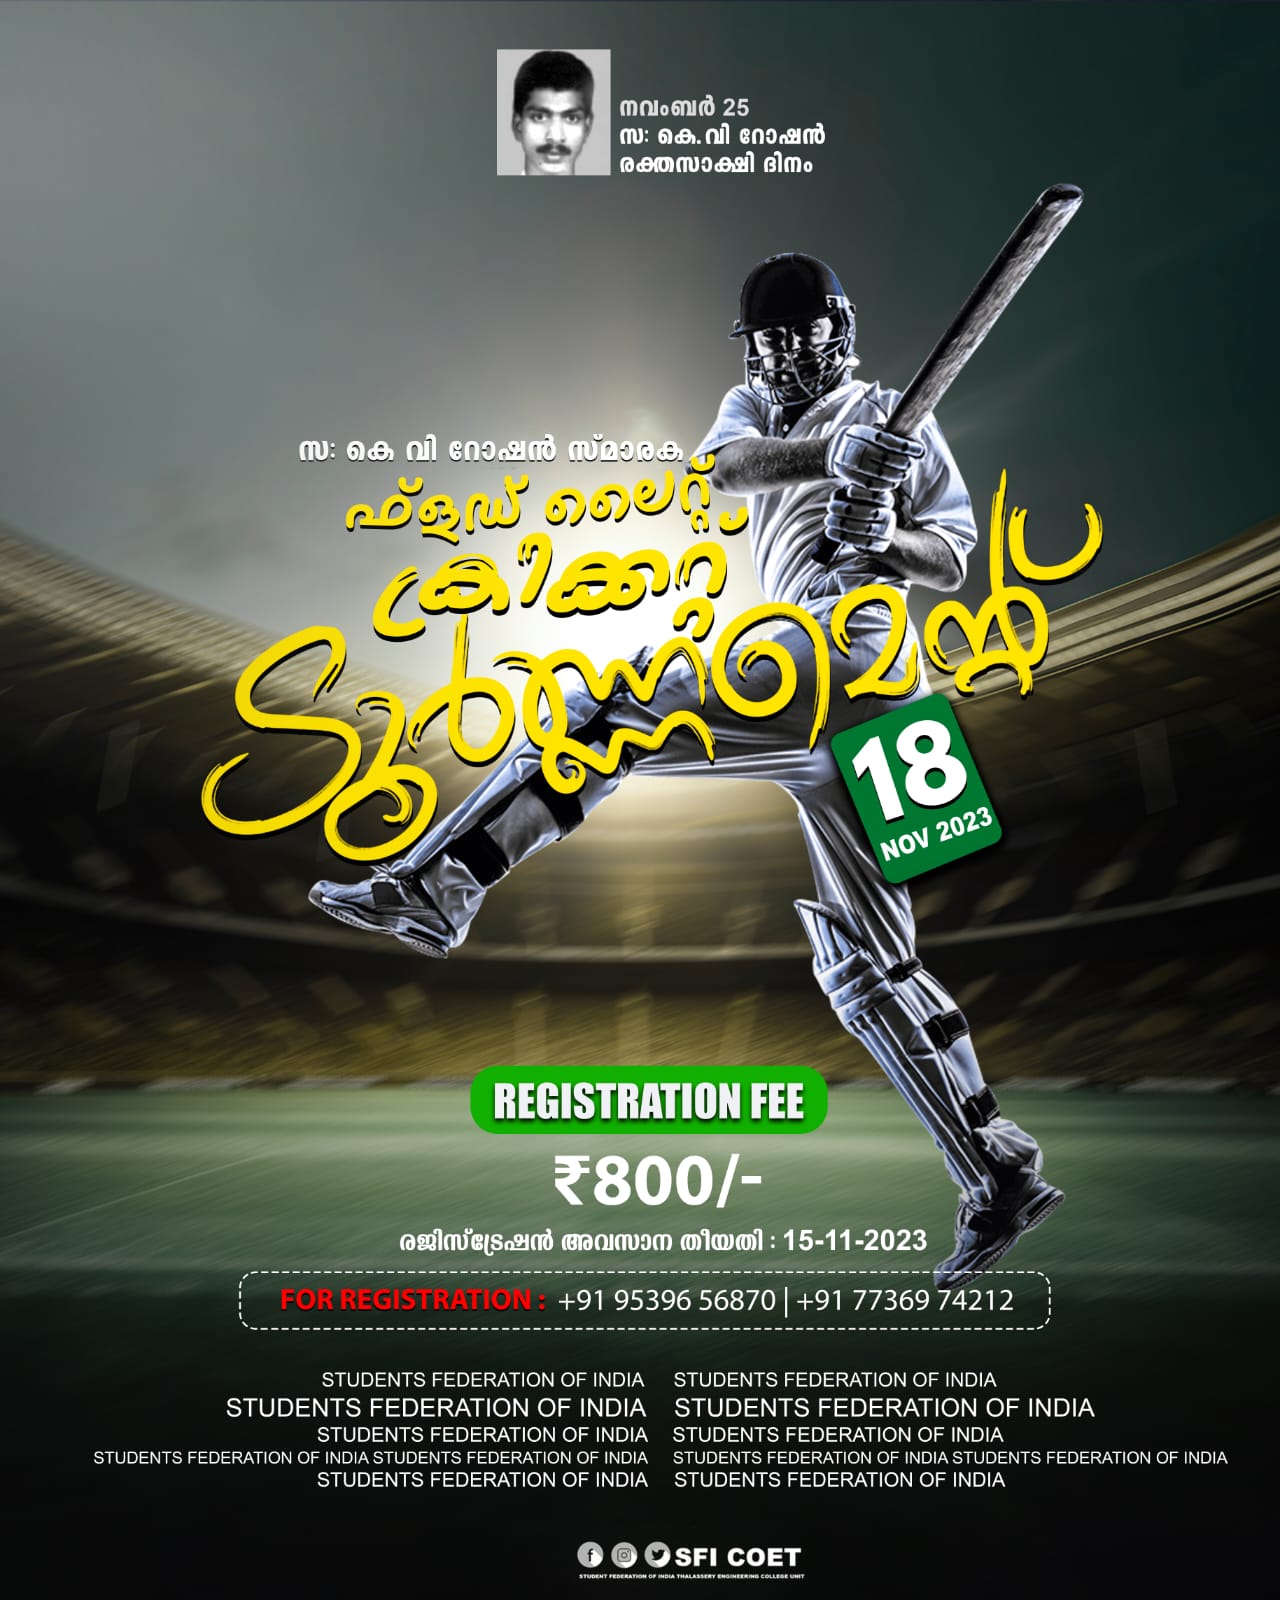 നവംബർ 25
സ: കെ.വി റോഷൻ
രക്തസാക്ഷി ദിനം
സ: കെ വി റോഷൻ സ്മാരക
ഫ്ളഡ് ലൈറ്റ്
ക്രിക്കറ്റ്
ടൂർണ്ണമെന്റ്
18
NOV 2023
REGISTRATION FEE
₹800/-
രജിസ്ട്രേഷൻ അവസാന തീയതി : 15-11-2023
FOR REGISTRATION : +91 95396 56870 | +91 77369 74212
STUDENTS FEDERATION OF INDIA STUDENTS FEDERATION OF INDIA
STUDENTS FEDERATION OF INDIA STUDENTS FEDERATION OF INDIA
STUDENTS FEDERATION OF INDIA STUDENTS FEDERATION OF INDIA
STUDENTS FEDERATION OF INDIA STUDENTS FEDERATION OF INDIA STUDENTS FEDERATION OF INDIA STUDENTS FEDERATION OF INDIA
STUDENTS FEDERATION OF INDIA STUDENTS FEDERATION OF INDIA
SFI COET
STUDENT FEDERATION OF INDIA THALASSERY ENGINEERING COLLEGE UNIT